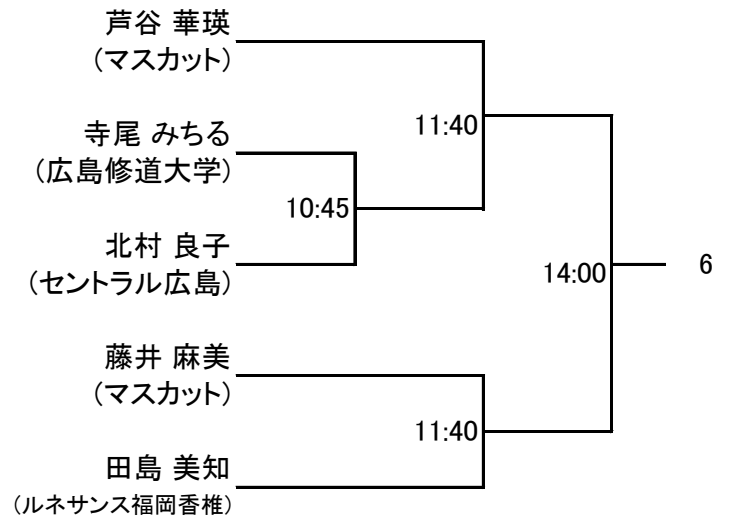 芦谷 華瑛
(マスカット)
11:40
寺尾 みちる
(広島修道大学)
10:45
北村 良子
(セントラル広島)
14:00
6
藤井 麻美
(マスカット)
11:40
田島 美知
(ルネサンス福岡香椎)